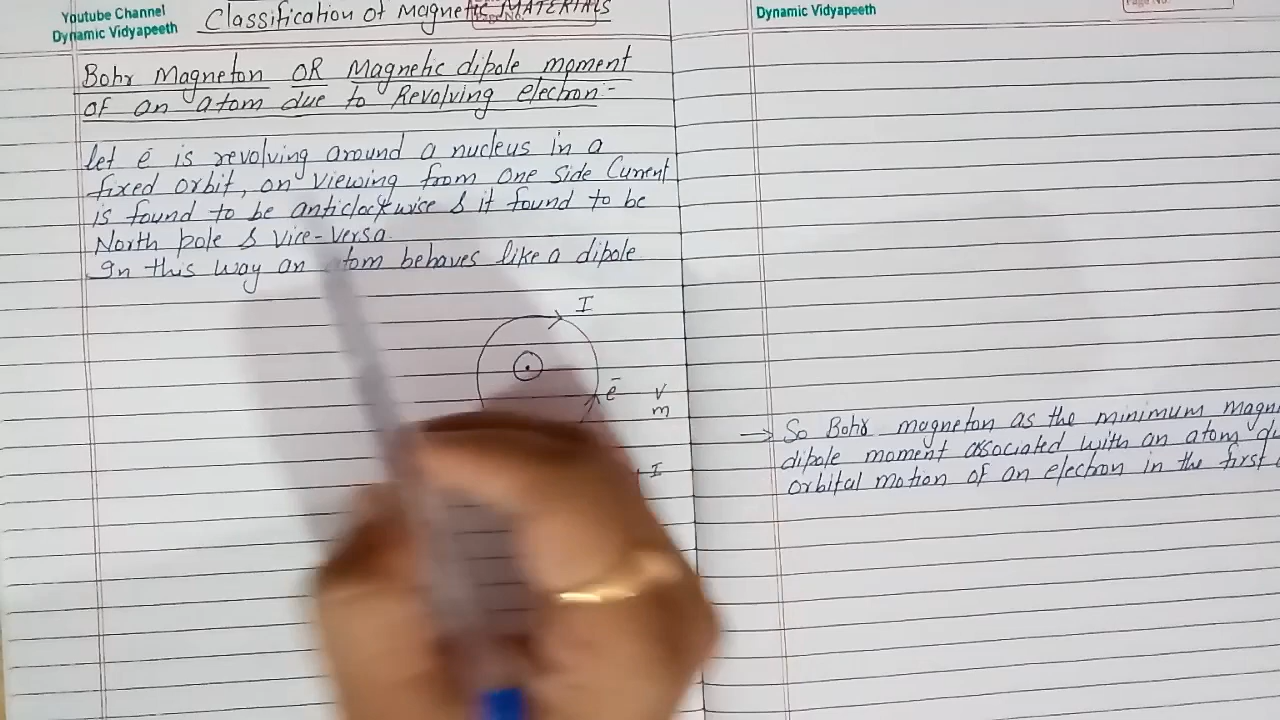 Youtube Channel
Dynamic Vidyapeeth
Classification of Magnetic MATERIALS
Bohr Magneton OR Magnetic dipole moment
of an atom due to Revolving electron:-
let ē is revolving around a nucleus in a
fixed orbit, on viewing from one side Current
is found to be anticlockwise & it found to be
North pole & Vice-Versa.
In this way an atom behaves like a dipole
I
ē
V
m
I
Dynamic Vidyapeeth
Page No.
→ So Bohr magneton as the minimum
dipole moment associated with an atom
orbital motion of an electron in the first